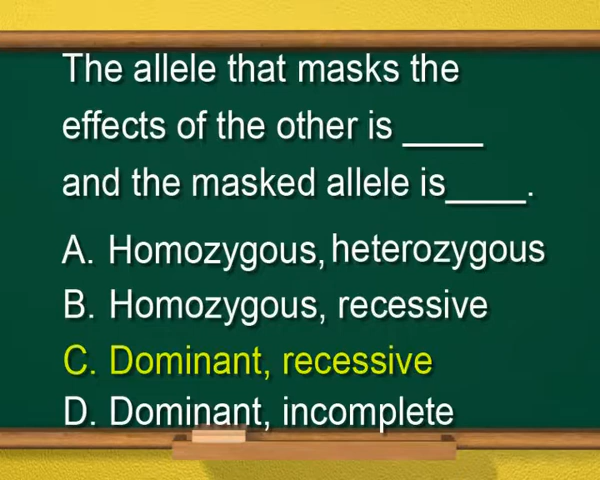 The allele that masks the
effects of the other is ____
and the masked allele is____.
A. Homozygous, heterozygous
B. Homozygous, recessive
C. Dominant, recessive
D. Dominant, incomplete